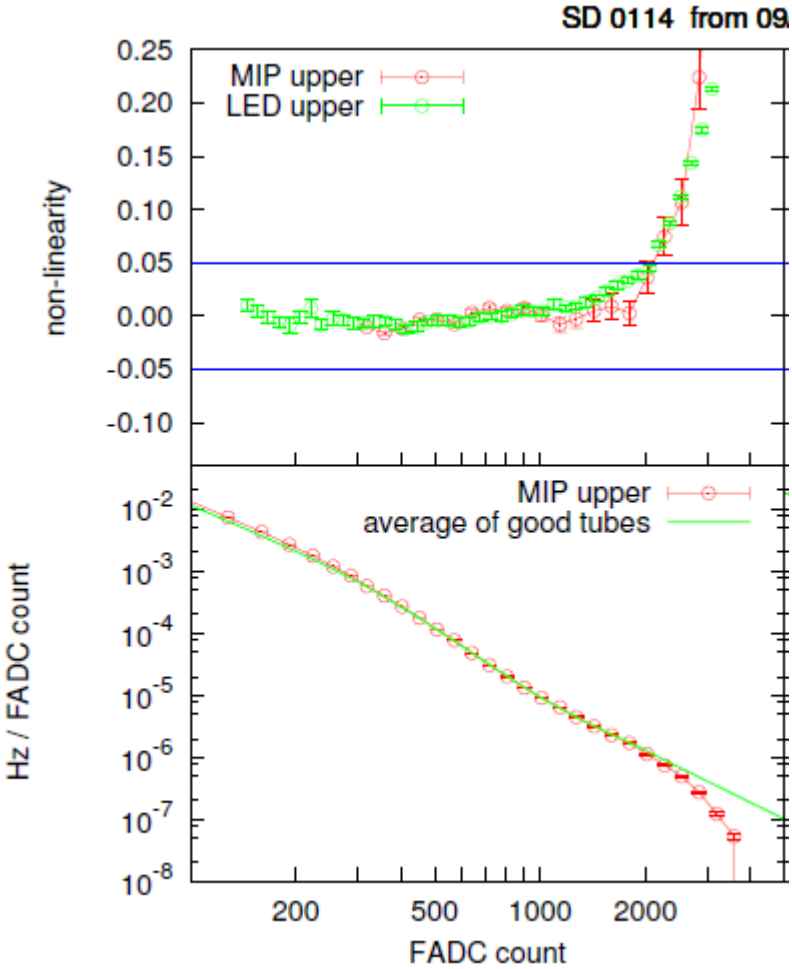 SD 0114 from 09/
0.25
0.20
0.15
0.10
0.05
0.00
-0.05
-0.10
non-linearity
MIP upper
LED upper
10-2
10-3
10-4
10-5
10-6
10-7
10-8
Hz / FADC count
MIP upper
average of good tubes
200 500 1000 2000
FADC count